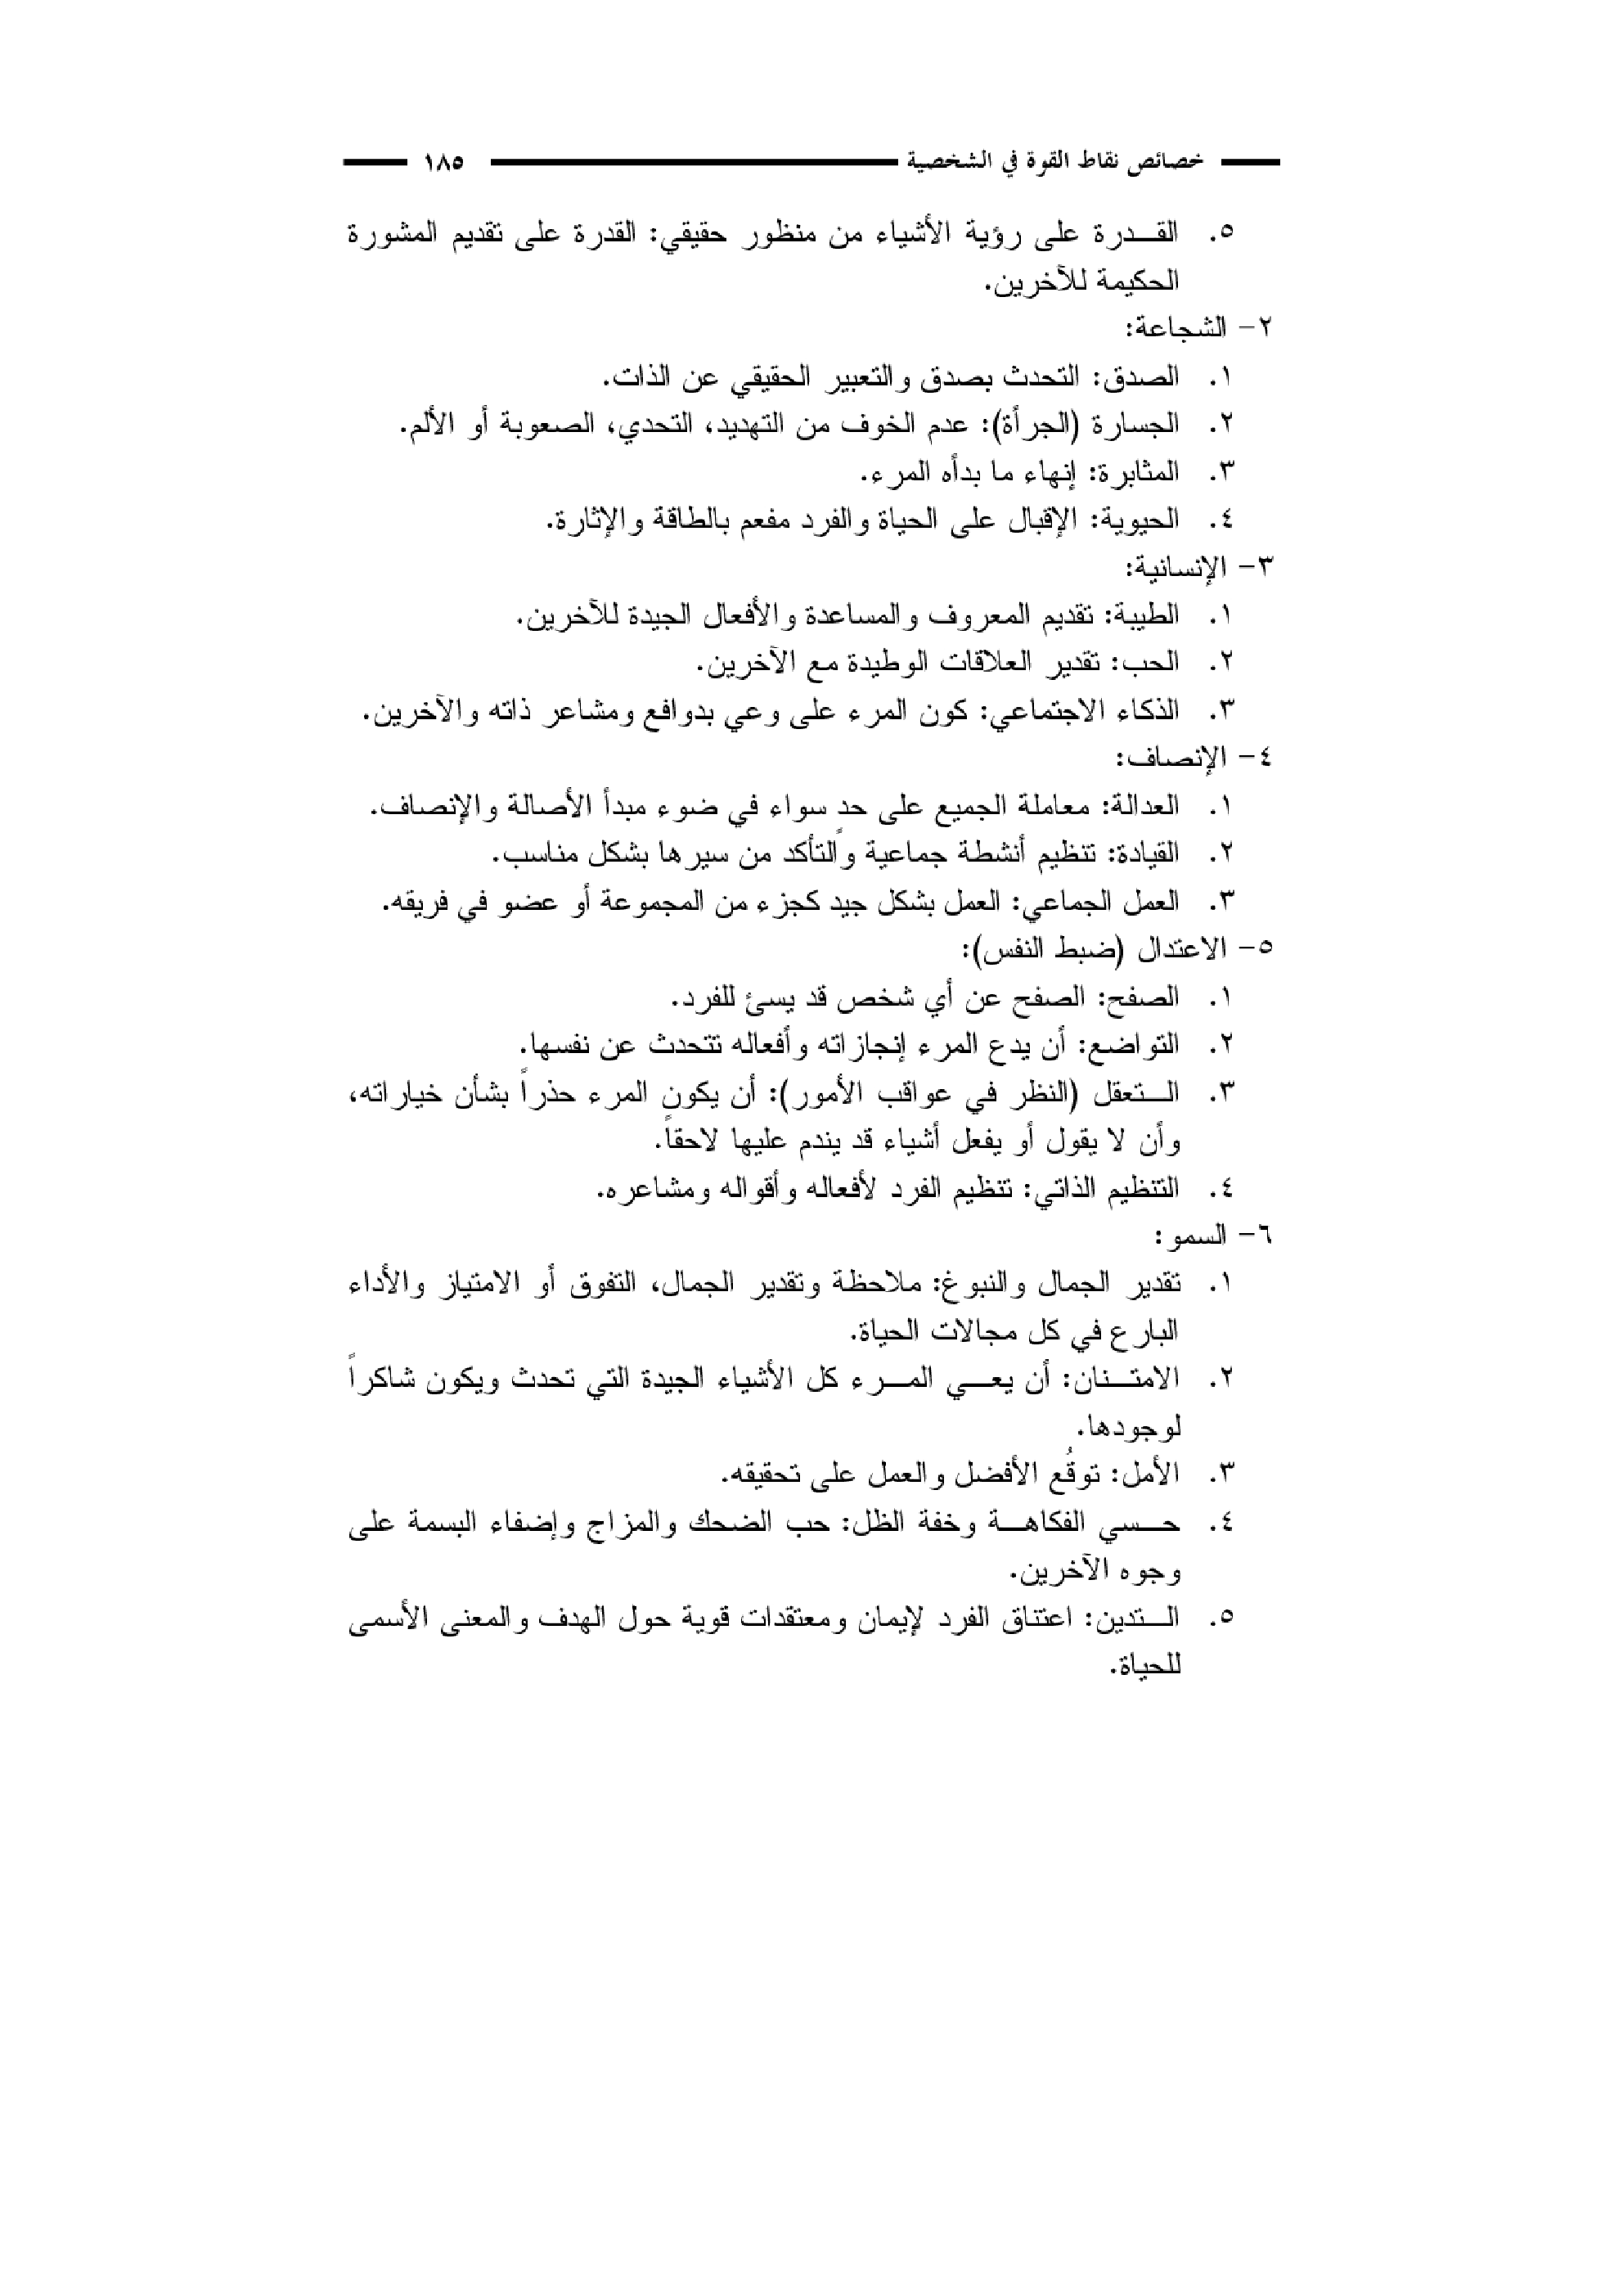 خصائص نقاط القوة في الشخصية ١٨٥
٥. القـــدرة على رؤية الأشياء من منظور حقيقي: القدرة على تقديم المشورة
الحكيمة للآخرين.
٢- الشجاعة:
١. الصدق: التحدث بصدق والتعبير الحقيقي عن الذات.
٢. الجسارة (الجرأة): عدم الخوف من التهديد، التحدي، الصعوبة أو الألم.
٣. المثابرة: إنهاء ما بدأه المرء.
٤. الحيوية: الإقبال على الحياة والفرد مفعم بالطاقة والإثارة.
٣- الإنسانية:
١. الطيبة: تقديم المعروف والمساعدة والأفعال الجيدة للآخرين.
٢. الحب: تقدير العلاقات الوطيدة مع الآخرين.
٣. الذكاء الاجتماعي: كون المرء على وعي بدوافع ومشاعر ذاته والآخرين.
٤- الإنصاف:
١. العدالة: معاملة الجميع على حدٍ سواء في ضوء مبدأ الأصالة والإنصاف.
٢. القيادة: تنظيم أنشطة جماعية والتأكد من سيرها بشكل مناسب.
٣. العمل الجماعي: العمل بشكل جيد كجزء من المجموعة أو عضو في فريقه.
٥- الاعتدال (ضبط النفس):
١. الصفح: الصفح عن أي شخص قد يسئ للفرد.
٢. التواضع: أن يدع المرء إنجازاته وأفعاله تتحدث عن نفسها.
٣. الـــتعقل (النظر في عواقب الأمور): أن يكون المرء حذراً بشأن خياراته،
وأن لا يقول أو يفعل أشياء قد يندم عليها لاحقاً.
٤. التنظيم الذاتي: تنظيم الفرد لأفعاله وأقواله ومشاعره.
٦- السمو:
١. تقدير الجمال والنبوغ: ملاحظة وتقدير الجمال، التفوق أو الامتياز والأداء
البارع في كل مجالات الحياة.
٢. الامتـــنان: أن يعـــي المـــرء كل الأشياء الجيدة التي تحدث ويكون شاكراً
لوجودها.
٣. الأمل: توقُع الأفضل والعمل على تحقيقه.
٤. حـــسي الفكاهـــة وخفة الظل: حب الضحك والمزاج وإضفاء البسمة على
وجوه الآخرين.
٥. الـــتدين: اعتناق الفرد لإيمان ومعتقدات قوية حول الهدف والمعنى الأسمى
للحياة.